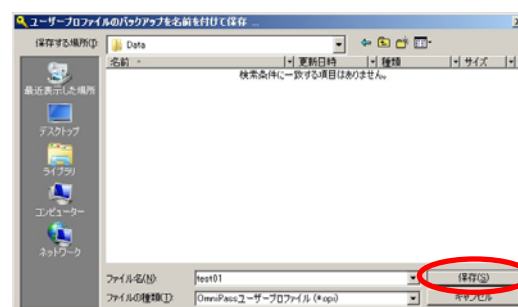 ユーザープロファイルのバックアップを名前を付けて保存 ...
保存する場所(I): Data
名前 更新日時 種類 サイズ
検索条件に一致する項目はありません。
最近表示した場所
デスクトップ
ライブラリ
コンピューター
ネットワーク
ファイル名(N): test01 保存(S)
ファイルの種類(T): OmniPassユーザープロファイル (*.opi) キャンセル